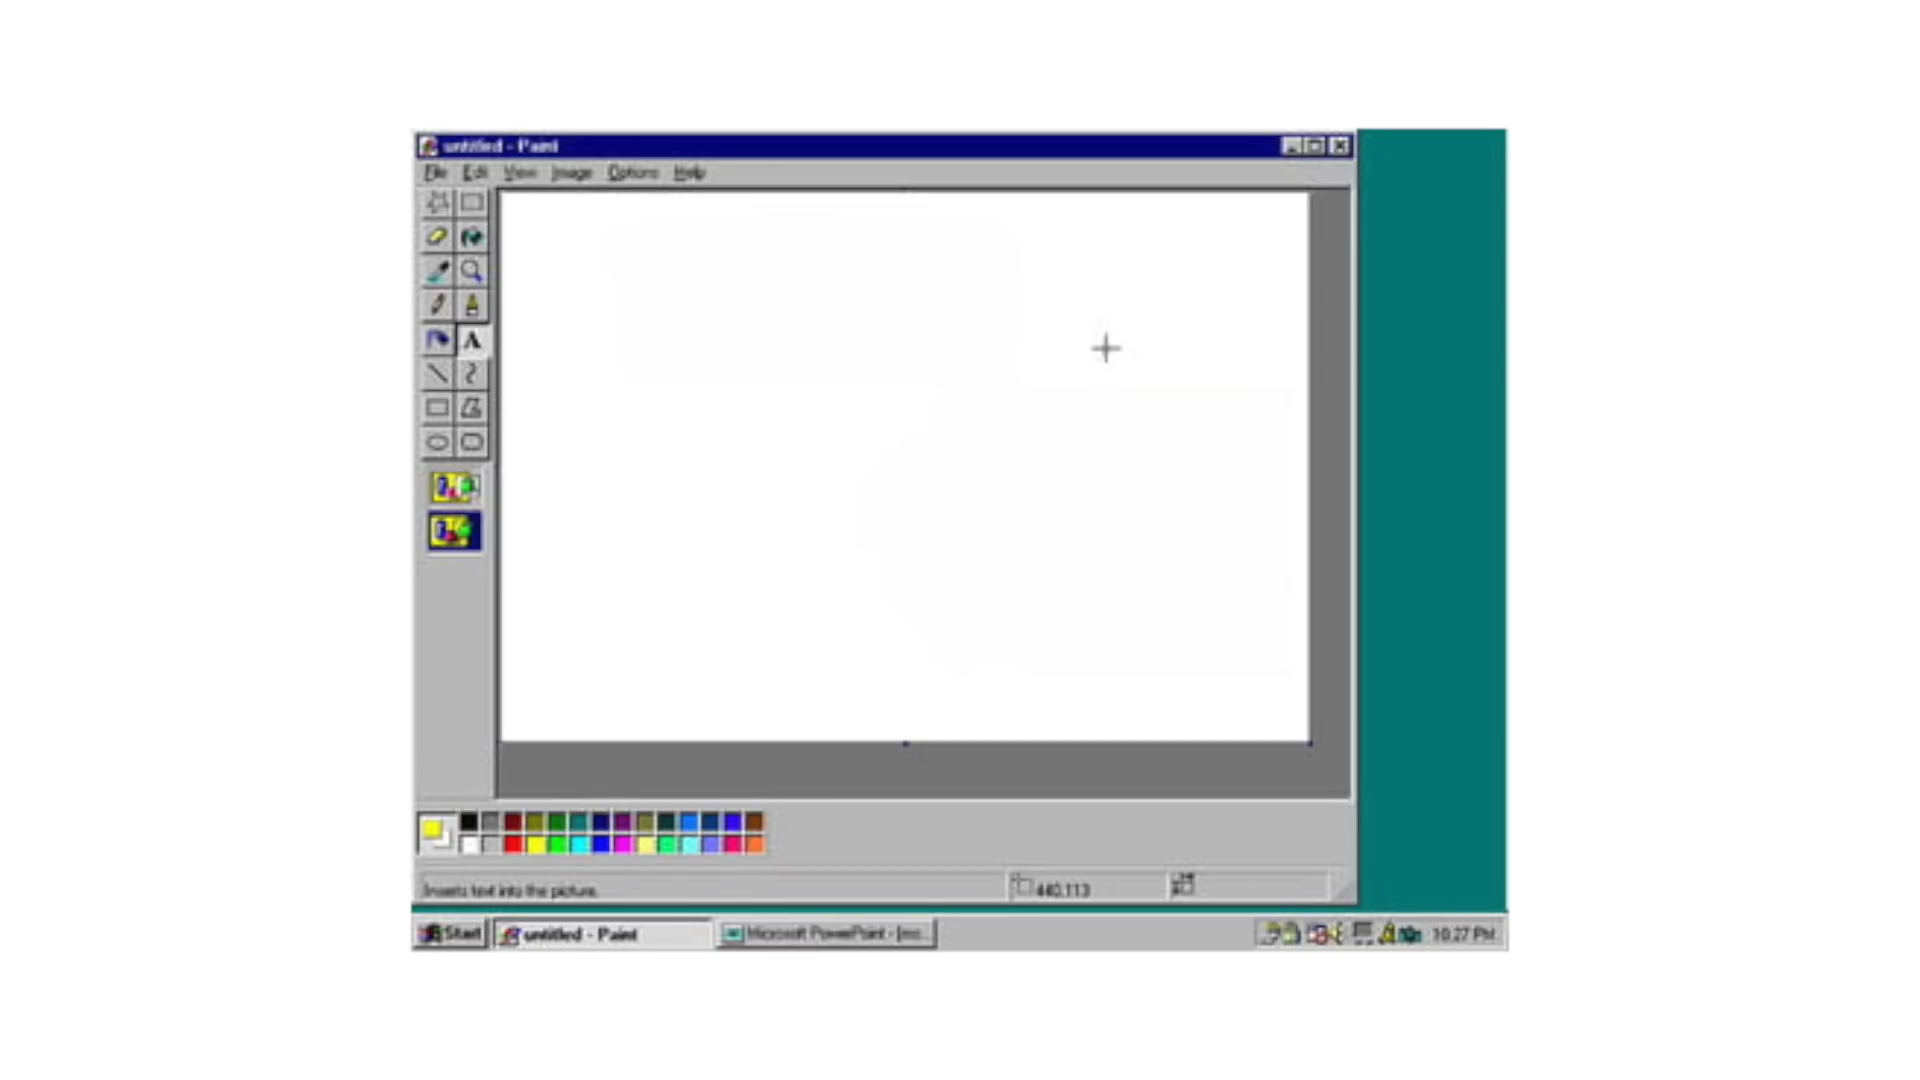 untitled - Paint
File Edit View Image Options Help
A
Inserts text into the picture.
440,113
Start
untitled - Paint
Microsoft PowerPoint - [ms...
10:27 PM